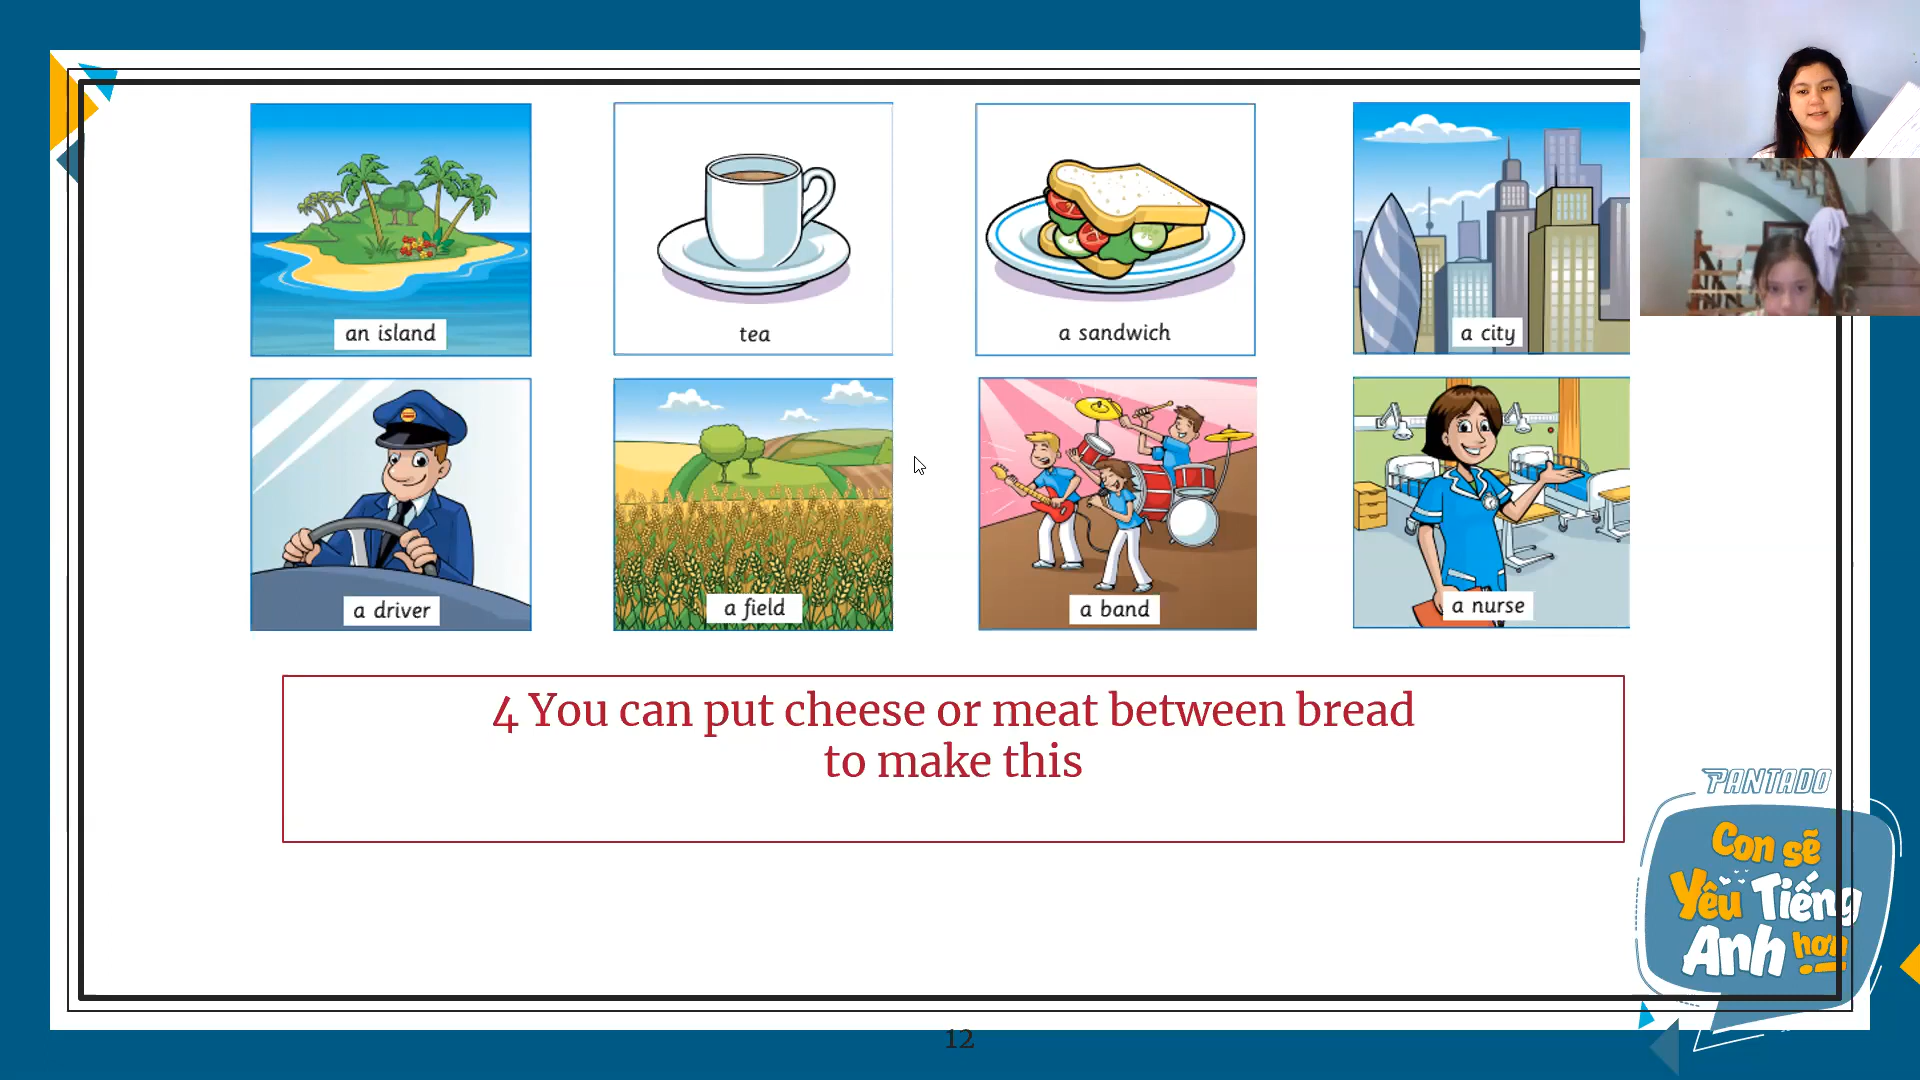 an island
tea
a sandwich
a city
a driver
a field
a band
a nurse
4 You can put cheese or meat between bread
to make this
PANTADO
Con sẽ
Yêu Tiếng
Anh hơn
12